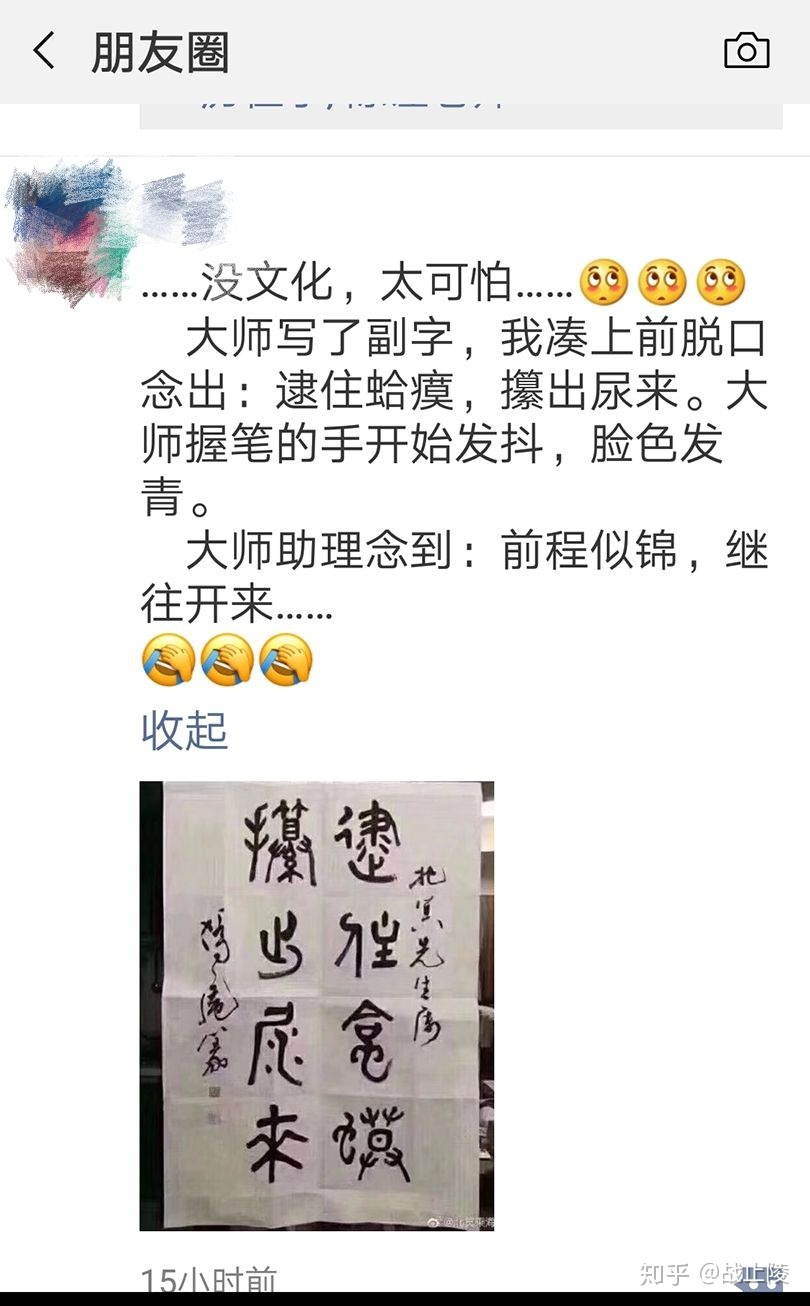 朋友圈
……没文化，太可怕……
大师写了副字，我凑上前脱口
念出：逮住蛤蟆，攥出尿来。大
师握笔的手开始发抖，脸色发
青。
大师助理念到：前程似锦，继
往开来……
收起
先生属
逮住蛤蟆
攥出尿来
15小时前
知乎 @战止陵